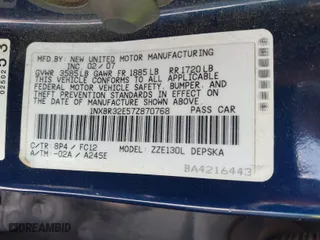 MFD. BY: NEW UNITED MOTOR MANUFACTURING
INC. 02/07
GVWR 3585LB GAWR FR 1885LB RR 1720LB
THIS VEHICLE CONFORMS TO ALL APPLICABLE
FEDERAL MOTOR VEHICLE SAFETY, BUMPER, AND
THEFT PREVENTION STANDARDS IN EFFECT ON
THE DATE OF MANUFACTURE SHOWN ABOVE.
1NXBR32E57Z870768 PASS CAR
C/TR: 8P4 / FC12 MODEL: ZZE130L DEPSKA
A/TM: -02A / A245E
BA4216443
DREAMBID